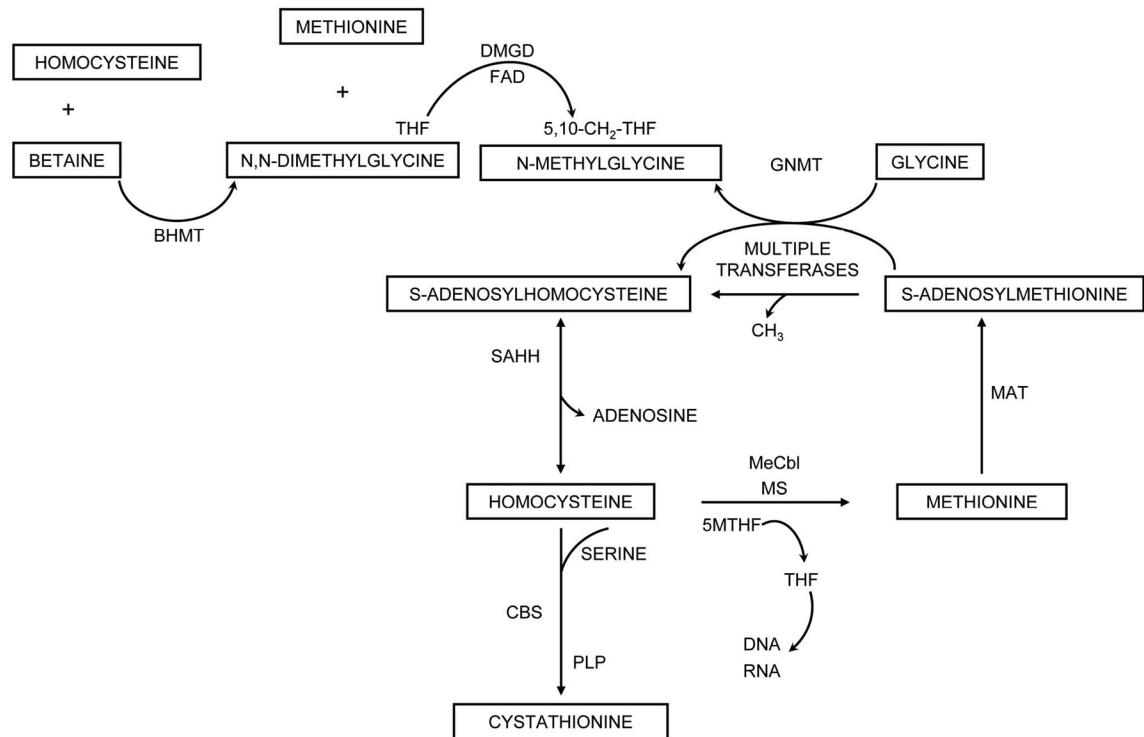 METHIONINE
HOMOCYSTEINE
DMGD
FAD
+
+
THF
5,10-CH₂-THF
BETAINE
N,N-DIMETHYLGLYCINE
N-METHYLGLYCINE
GNMT
GLYCINE
BHMT
MULTIPLE
TRANSFERASES
S-ADENOSYLHOMOCYSTEINE
S-ADENOSYLMETHIONINE
CH₃
SAHH
MAT
ADENOSINE
MeCbl
MS
HOMOCYSTEINE
METHIONINE
5MTHF
SERINE
THF
CBS
DNA
RNA
PLP
CYSTATHIONINE